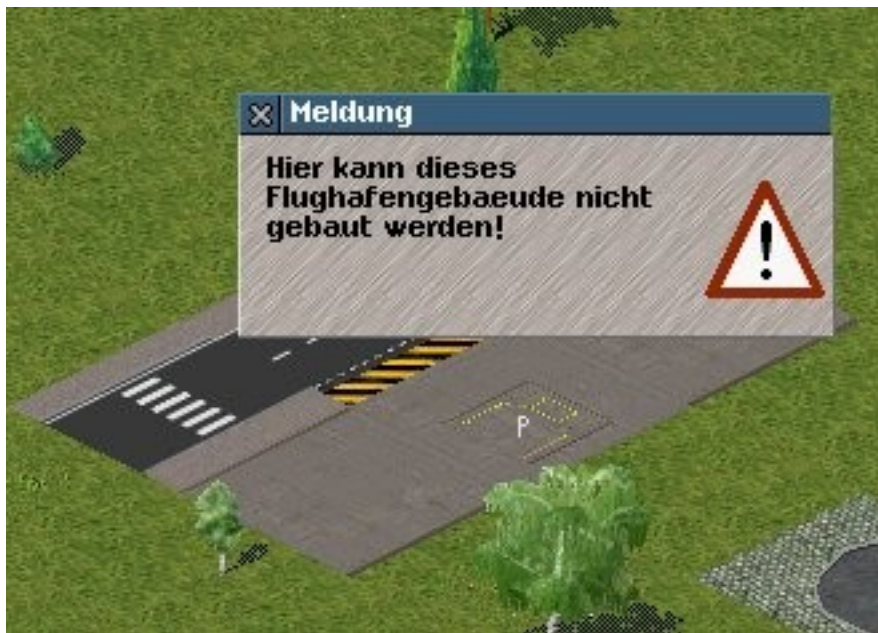 Meldung
Hier kann dieses
Flughafengebaeude nicht
gebaut werden!
P